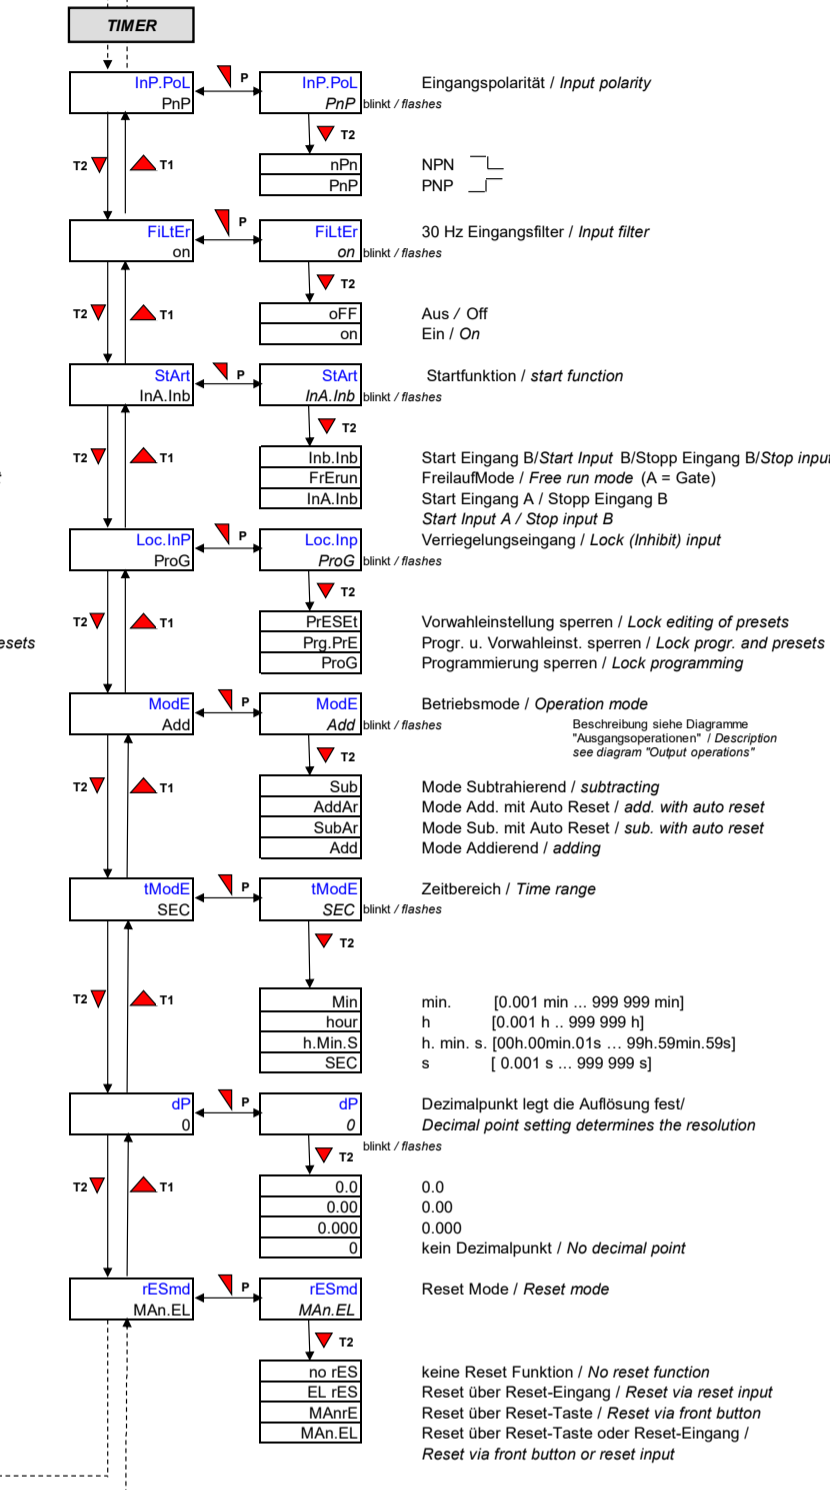 TIMER
InP.PoL
PnP
P
InP.PoL
PnP blinkt / flashes
Eingangspolarität / Input polarity
T2
T2 T1
nPn NPN
PnP PNP
FiLtEr
on
P
FiLtEr
on blinkt / flashes
30 Hz Eingangsfilter / Input filter
T2
T2 T1
oFF Aus / Off
on Ein / On
StArt
InA.Inb
P
StArt
InA.Inb blinkt / flashes
Startfunktion / start function
T2
T2 T1
Inb.Inb Start Eingang B/Start Input B/Stopp Eingang B/Stop input
FrErun FreilaufMode / Free run mode (A = Gate)
InA.Inb Start Eingang A / Stopp Eingang B
Start Input A / Stop input B
Loc.InP
ProG
P
Loc.Inp
ProG blinkt / flashes
Verriegelungseingang / Lock (Inhibit) input
T2
T2 T1
PrESEt Vorwahleinstellung sperren / Lock editing of presets
esets
Prg.PrE Progr. u. Vorwahleinst. sperren / Lock progr. and presets
ProG Programmierung sperren / Lock programming
ModE
Add
P
ModE
Add blinkt / flashes
Betriebsmode / Operation mode
Beschreibung siehe Diagramme
"Ausgangsoperationen" / Description
see diagram "Output operations"
T2
T2 T1
Sub Mode Subtrahierend / subtracting
AddAr Mode Add. mit Auto Reset / add. with auto reset
SubAr Mode Sub. mit Auto Reset / sub. with auto reset
Add Mode Addierend / adding
tModE
SEC
P
tModE
SEC blinkt / flashes
Zeitbereich / Time range
T2
T2 T1
Min min. [0.001 min ... 999 999 min]
hour h [0.001 h .. 999 999 h]
h.Min.S h. min. s. [00h.00min.01s ... 99h.59min.59s]
SEC s [ 0.001 s ... 999 999 s]
dP
0
P
dP
0
Dezimalpunkt legt die Auflösung fest/
Decimal point setting determines the resolution
blinkt / flashes
T2
T2 T1
0.0 0.0
0.00 0.00
0.000 0.000
0 kein Dezimalpunkt / No decimal point
rESmd
MAn.EL
P
rESmd
MAn.EL
Reset Mode / Reset mode
T2
no rES keine Reset Funktion / No reset function
EL rES Reset über Reset-Eingang / Reset via reset input
MAnrE Reset über Reset-Taste / Reset via front button
MAn.EL Reset über Reset-Taste oder Reset-Eingang /
Reset via front button or reset input